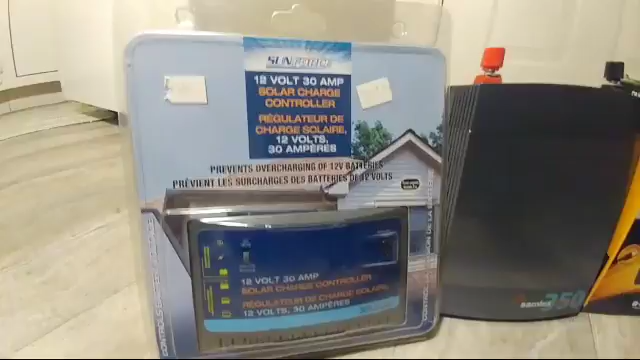 SUNFORCE
12 VOLT 30 AMP
SOLAR CHARGE
CONTROLLER
RÉGULATEUR DE
CHARGE SOLAIRE,
12 VOLTS,
30 AMPÈRES
PREVENTS OVERCHARGING OF 12V BATTERIES
PRÉVIENT LES SURCHARGES DES BATTERIES DE 12 VOLTS
12 VOLT 30 AMP
SOLAR CHARGE CONTROLLER
RÉGULATEUR DE CHARGE SOLAIRE,
12 VOLTS, 30 AMPÈRES
samlex 350